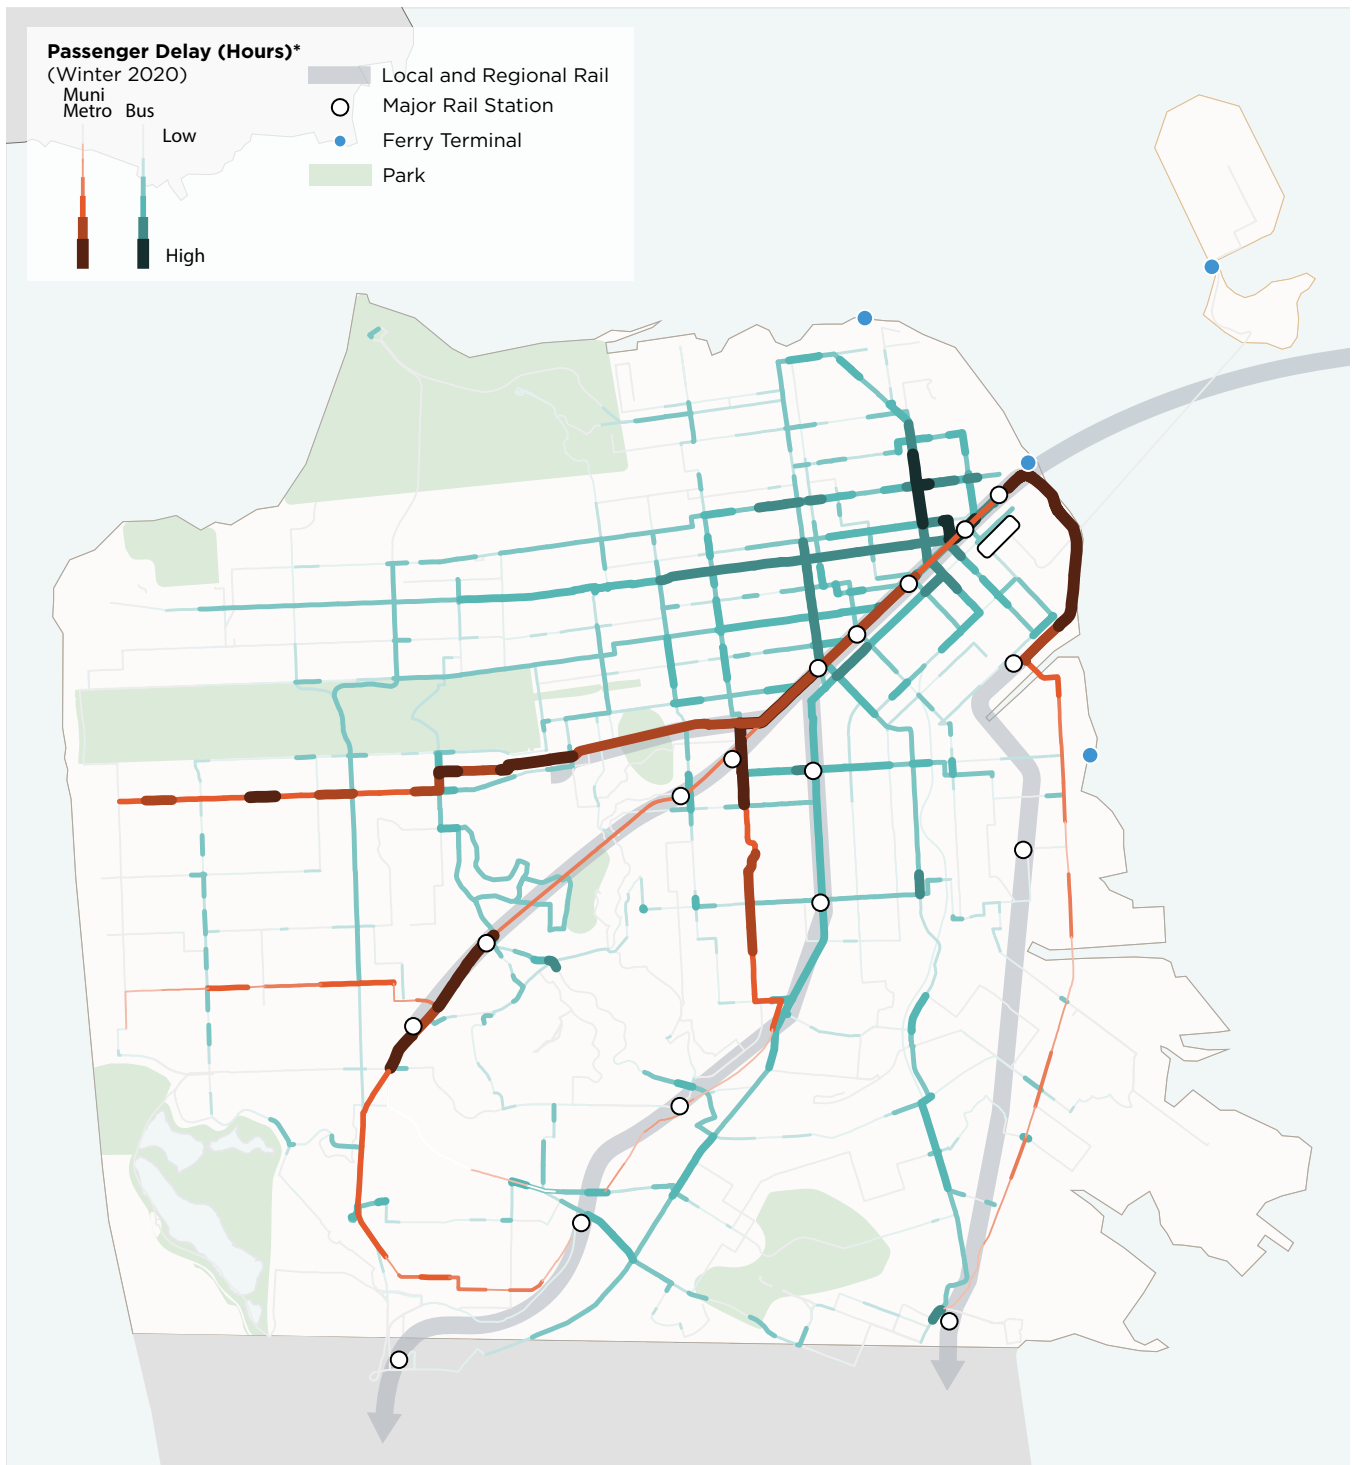 Passenger Delay (Hours)*
(Winter 2020)
Muni
Metro Bus
Low
High
Local and Regional Rail
Major Rail Station
Ferry Terminal
Park